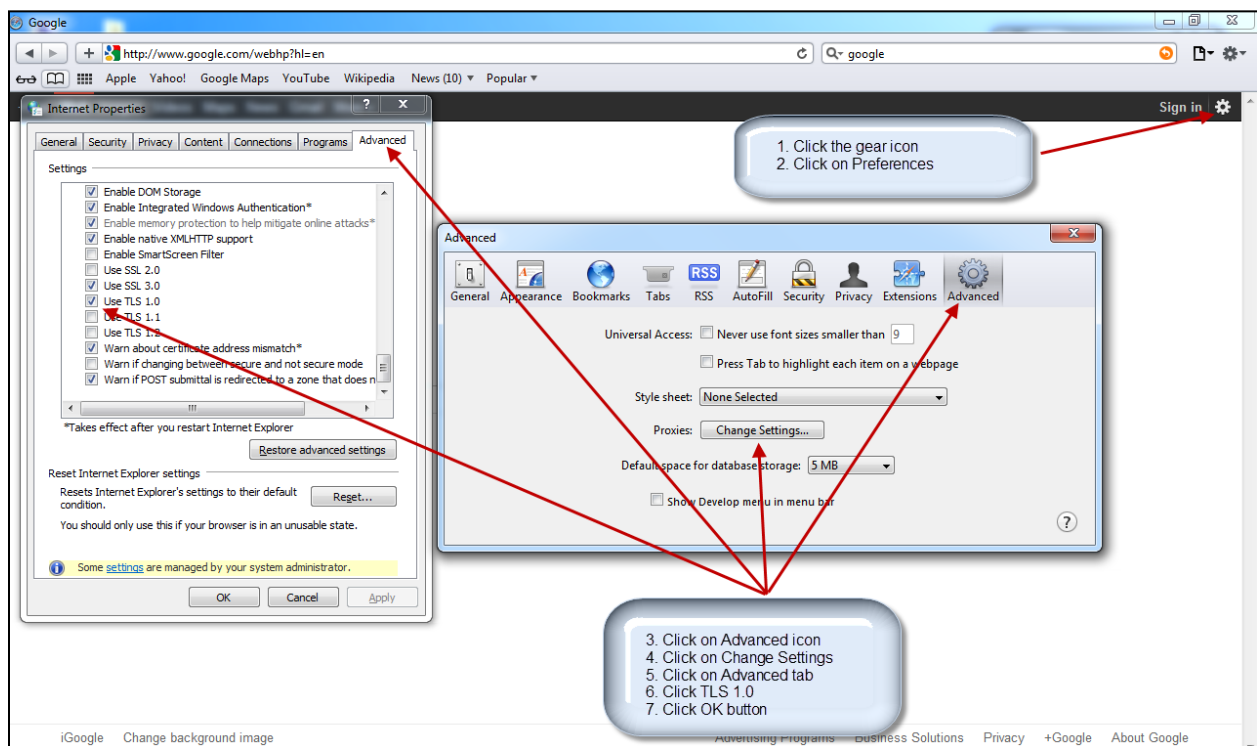 Google
http://www.google.com/webhp?hl=en
google
Apple Yahoo! Google Maps YouTube Wikipedia News (10) Popular
Sign in
Internet Properties
General Security Privacy Content Connections Programs Advanced
Settings
Enable DOM Storage
Enable Integrated Windows Authentication*
Enable memory protection to help mitigate online attacks*
Enable native XMLHTTP support
Enable SmartScreen Filter
Use SSL 2.0
Use SSL 3.0
Use TLS 1.0
Use TLS 1.1
Use TLS 1.2
Warn about certificate address mismatch*
Warn if changing between secure and not secure mode
Warn if POST submittal is redirected to a zone that does n
*Takes effect after you restart Internet Explorer
Restore advanced settings
Reset Internet Explorer settings
Resets Internet Explorer's settings to their default
condition.
Reset...
You should only use this if your browser is in an unusable state.
Some settings are managed by your system administrator.
OK Cancel Apply
1. Click the gear icon
2. Click on Preferences
Advanced
RSS
General Appearance Bookmarks Tabs RSS AutoFill Security Privacy Extensions Advanced
Universal Access: Never use font sizes smaller than 9
Press Tab to highlight each item on a webpage
Style sheet: None Selected
Proxies: Change Settings...
Default space for database storage: 5 MB
Show Develop menu in menu bar
?
3. Click on Advanced icon
4. Click on Change Settings
5. Click on Advanced tab
6. Click TLS 1.0
7. Click OK button
iGoogle Change background image Advertising Programs Business Solutions Privacy +Google About Google